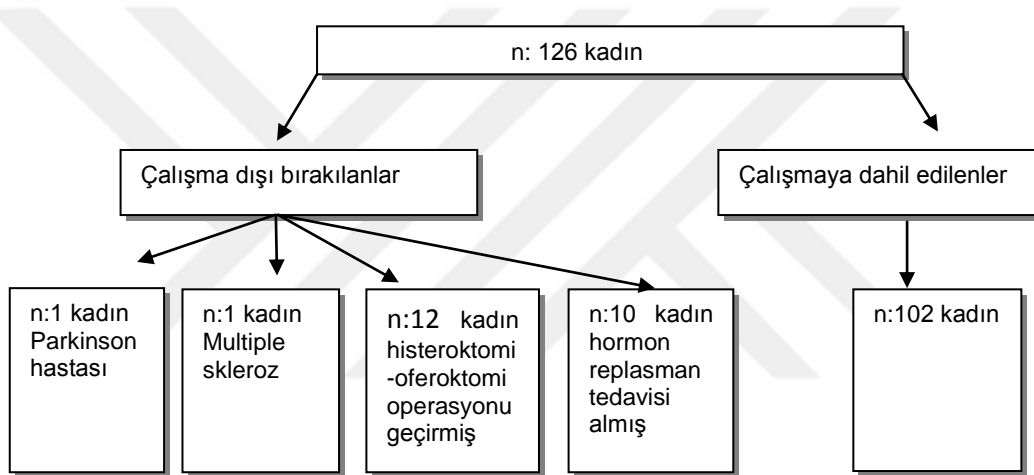 n: 126 kadın
Çalışma dışı bırakılanlar
Çalışmaya dahil edilenler
n:1 kadın
Parkinson
hastası
n:1 kadın
Multiple
skleroz
n:12 kadın
histeroktomi
-oferoktomi
operasyonu
geçirmiş
n:10 kadın
hormon
replasman
tedavisi
almış
n:102 kadın